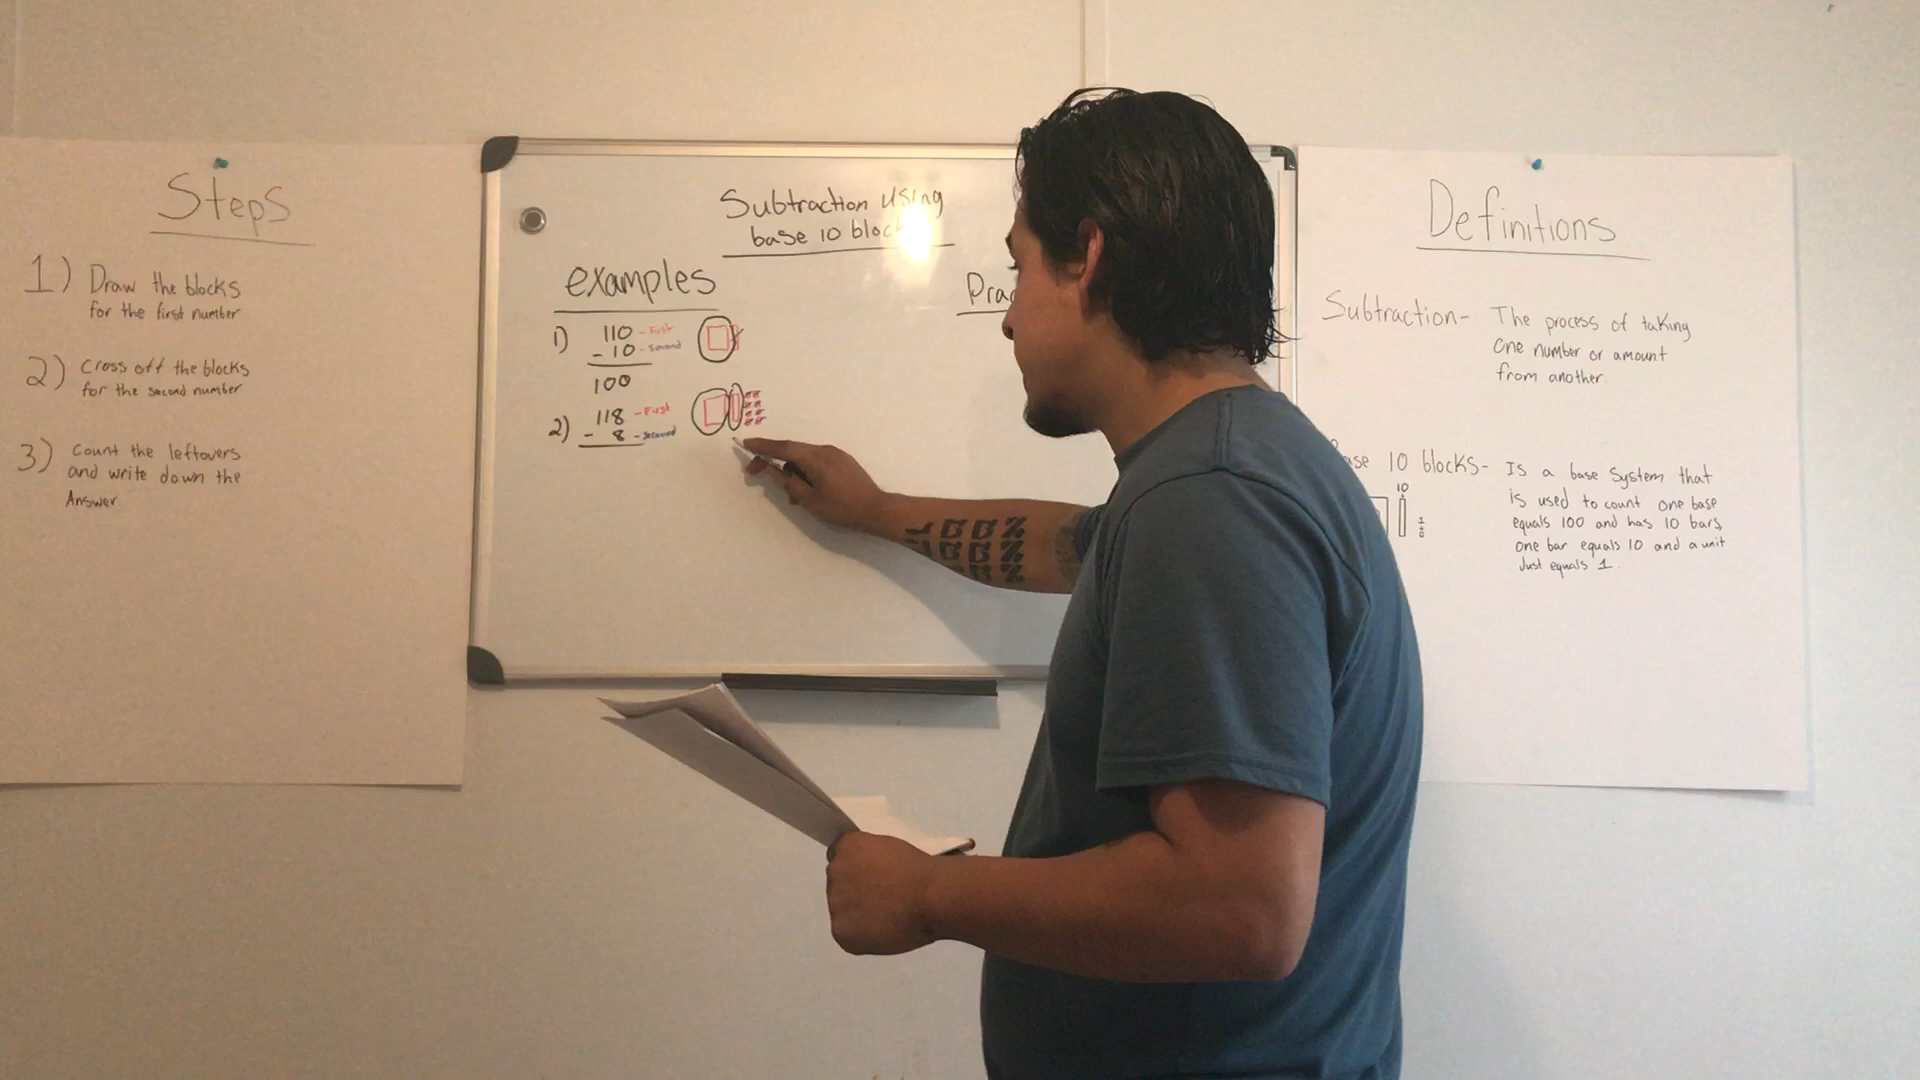 Steps
1) Draw the blocks
for the first number
2) Cross off the blocks
for the second number
3) Count the leftovers
and write down the
Answer
Subtraction using
base 10
examples
1) 110 - First
- 10 - Second
100
2) 118 - First
- 8 - Second
Definitions
Subtraction- The process of taking
one number or amount
from another.
10 blocks- Is a base System that
is used to count one base
equals 100 and has 10 bars,
one bar equals 10 and a unit
Just equals 1.
10